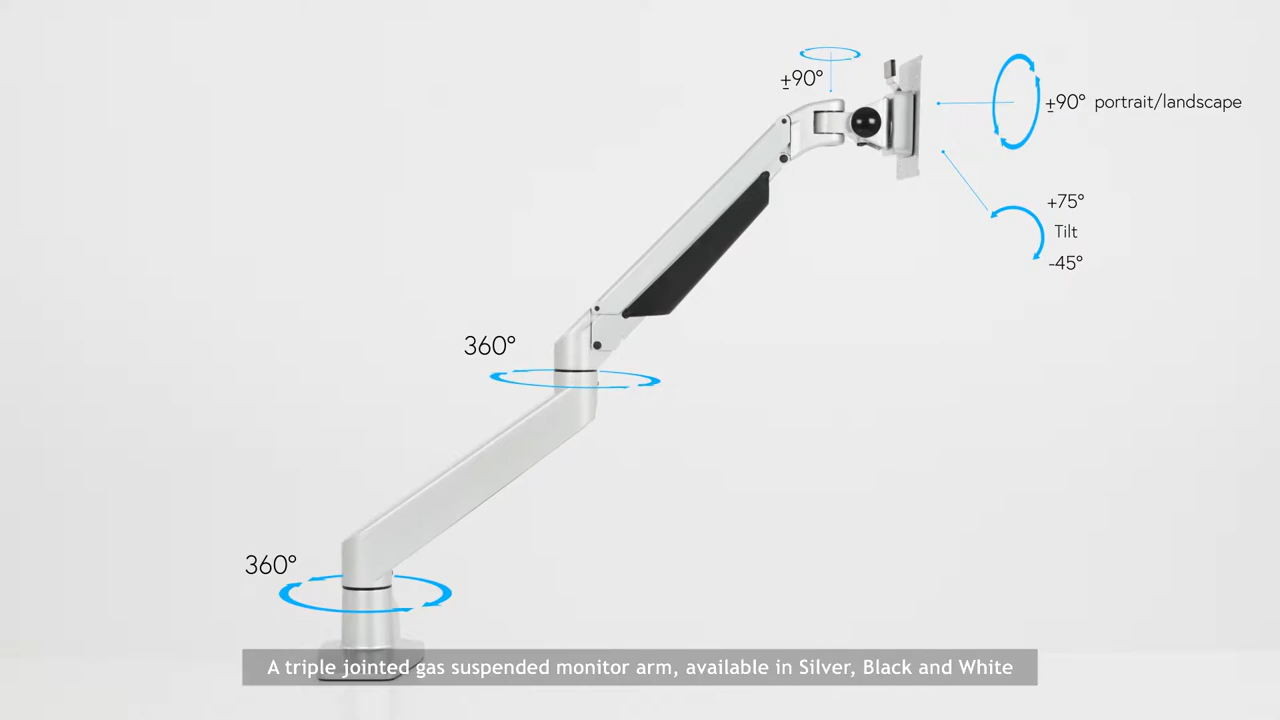 ±90°
±90° portrait/landscape
+75°
Tilt
-45°
360°
360°
A triple jointed gas suspended monitor arm, available in Silver, Black and White